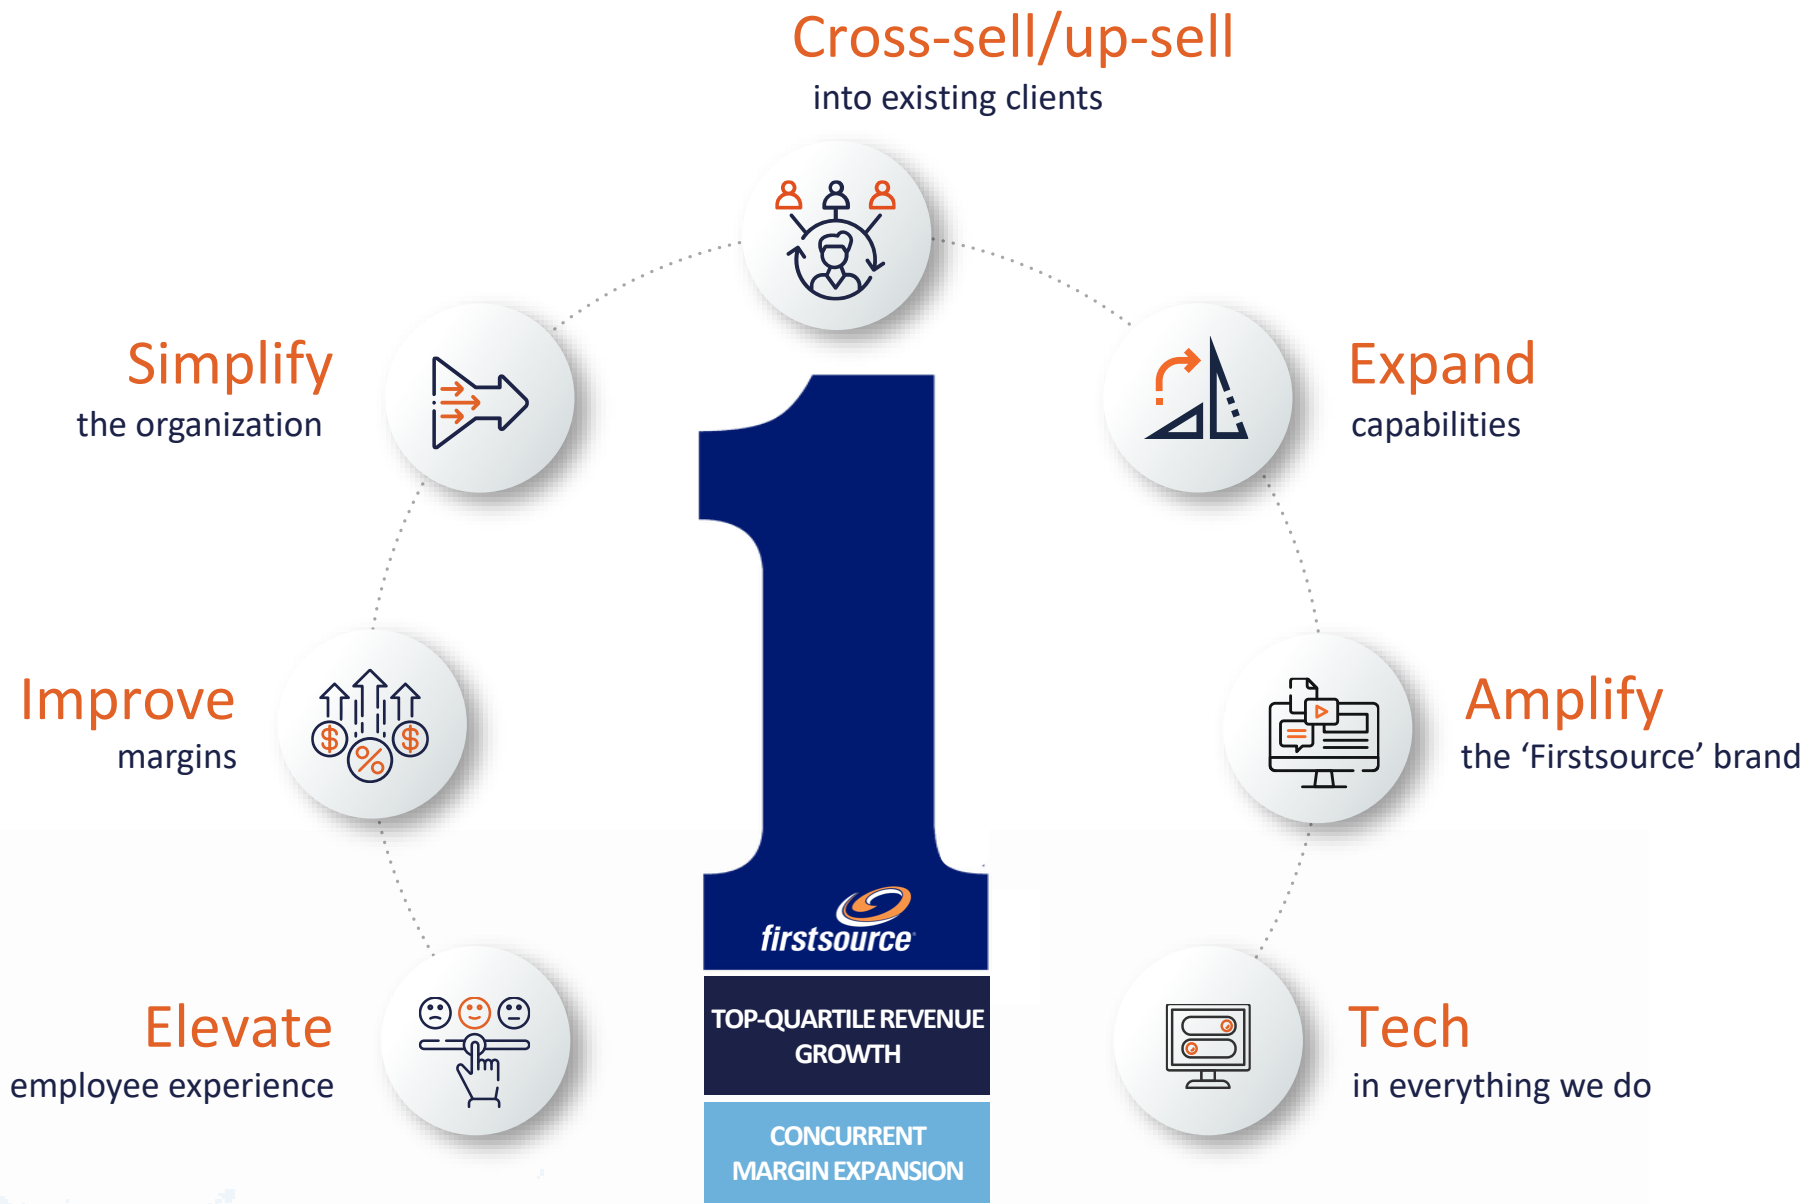 Cross-sell/up-sell
into existing clients
Simplify
the organization
Expand
capabilities
Improve
margins
Amplify
the ‘Firstsource’ brand
Elevate
employee experience
Tech
in everything we do
firstsource
TOP-QUARTILE REVENUE
GROWTH
CONCURRENT
MARGIN EXPANSION